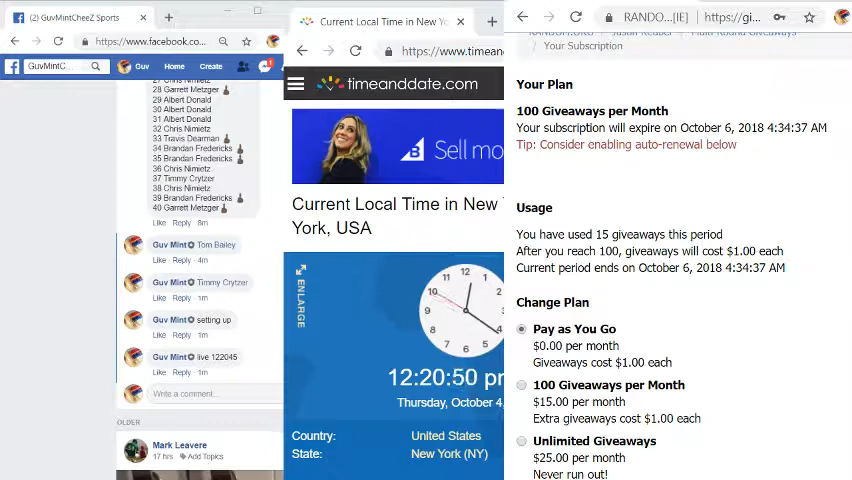 (2) GuvMintCheeZ Sports
https://www.facebook.co...
GuvMintC...
Guv
Home
Create
1
27 Chris Nimietz
28 Garrett Metzger
29 Albert Donald
30 Albert Donald
31 Albert Donald
32 Chris Nimietz
33 Travis Dearman
34 Brandan Fredericks
35 Brandan Fredericks
36 Chris Nimietz
37 Timmy Crytzer
38 Chris Nimietz
39 Brandan Fredericks
40 Garrett Metzger
Like · Reply · 8m
Guv Mint Tom Bailey
Like · Reply · 4m
Guv Mint Timmy Crytzer
Like · Reply · 1m
Guv Mint setting up
Like · Reply · 1m
Guv Mint live 122045
Like · Reply · 1m
Write a comment...
OLDER
Mark Leavere
17 hrs · Add Topics
Current Local Time in New Yo
https://www.timean
timeanddate.com
Sell mo
Current Local Time in New
York, USA
ENLARGE
12 1 2 4 5 6 7 8 9 10 11
12:20:50 pm
Thursday, October 4,
Country: United States
State: New York (NY)
RANDO... [IE]
https://gi...
Your Subscription
Your Plan
100 Giveaways per Month
Your subscription will expire on October 6, 2018 4:34:37 AM
Tip: Consider enabling auto-renewal below
Usage
You have used 15 giveaways this period
After you reach 100, giveaways will cost $1.00 each
Current period ends on October 6, 2018 4:34:37 AM
Change Plan
Pay as You Go
$0.00 per month
Giveaways cost $1.00 each
100 Giveaways per Month
$15.00 per month
Extra giveaways cost $1.00 each
Unlimited Giveaways
$25.00 per month
Never run out!